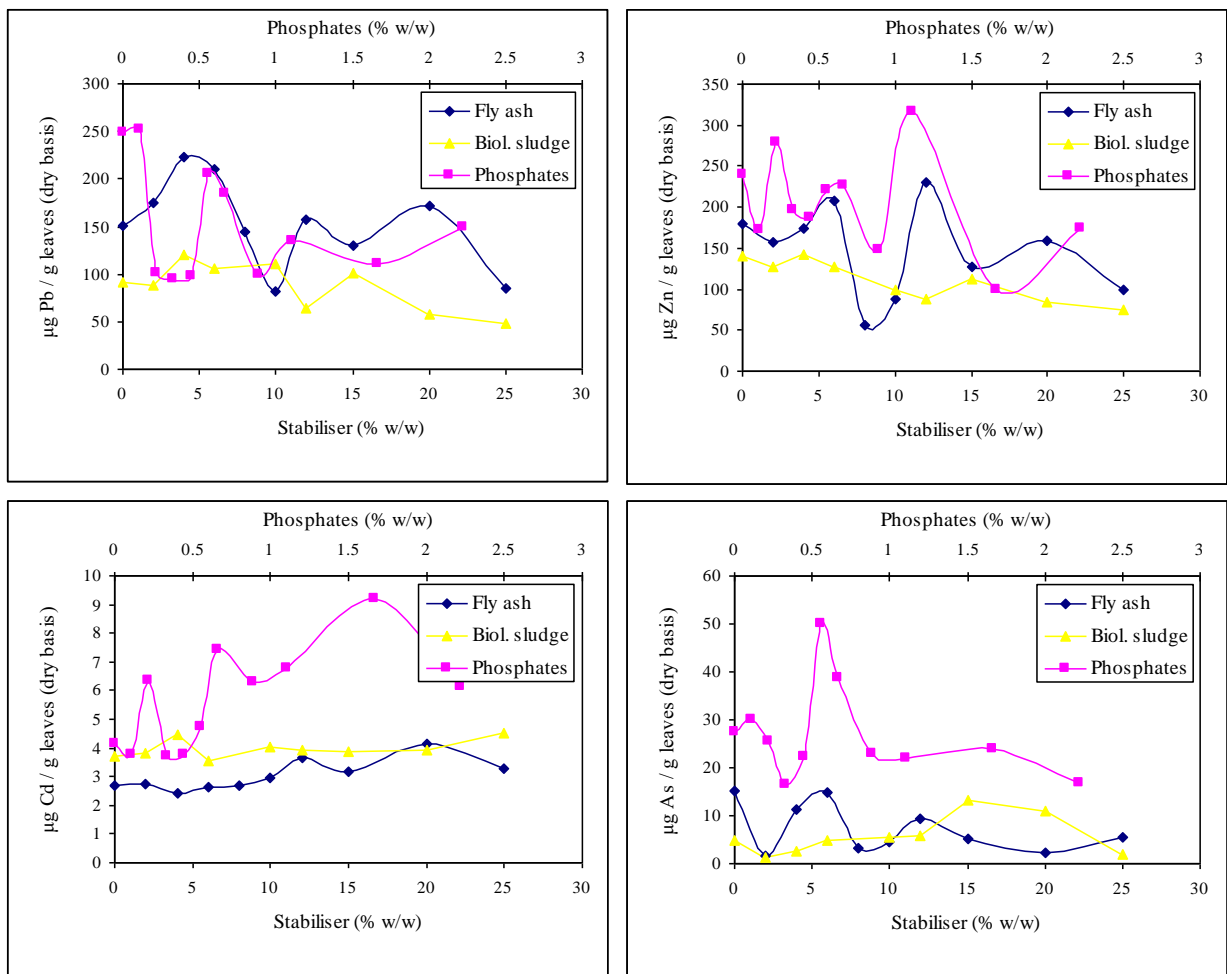 Phosphates (% w/w)
0 0.5 1 1.5 2 2.5 3
300
250
200
150
100
50
0
µg Pb / g leaves (dry basis)
Fly ash
Biol. sludge
Phosphates
0 5 10 15 20 25 30
Stabiliser (% w/w)
Phosphates (% w/w)
0 0.5 1 1.5 2 2.5 3
350
300
250
200
150
100
50
0
µg Zn / g leaves (dry basis)
Fly ash
Biol. sludge
Phosphates
0 5 10 15 20 25 30
Stabiliser (% w/w)
Phosphates (% w/w)
0 0.5 1 1.5 2 2.5 3
10
9
8
7
6
5
4
3
2
1
0
µg Cd / g leaves (dry basis)
Fly ash
Biol. sludge
Phosphates
0 5 10 15 20 25 30
Stabiliser (% w/w)
Phosphates (% w/w)
0 0.5 1 1.5 2 2.5 3
60
50
40
30
20
10
0
µg As / g leaves (dry basis)
Fly ash
Biol. sludge
Phosphates
0 5 10 15 20 25 30
Stabiliser (% w/w)